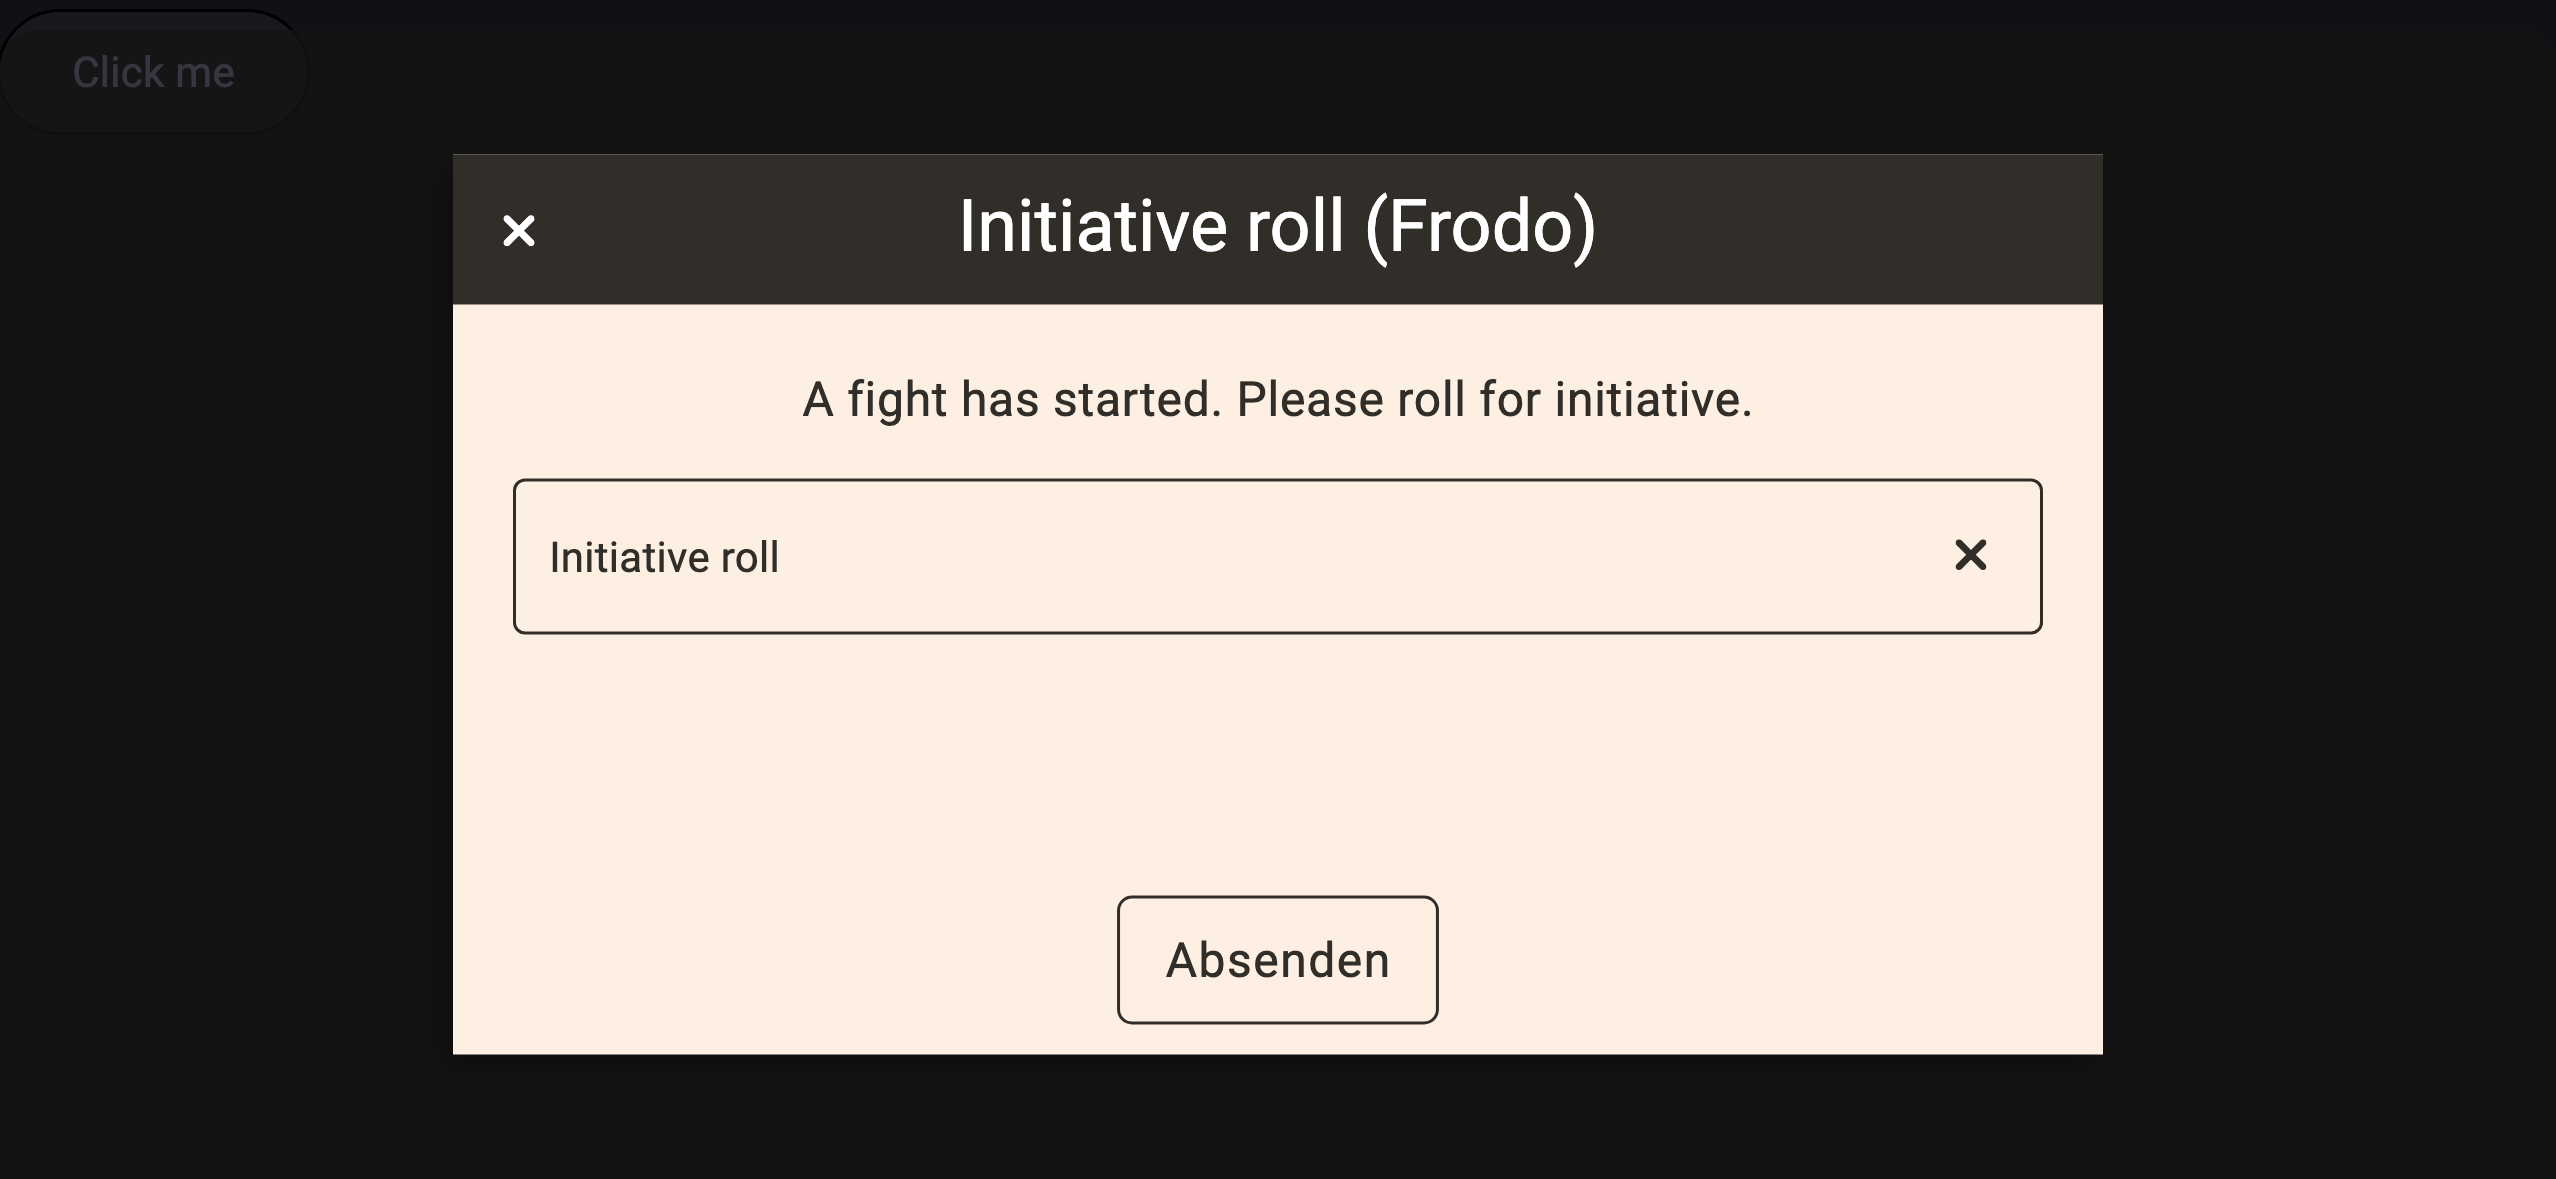 Click me
Initiative roll (Frodo)
A fight has started. Please roll for initiative.
Initiative roll
Absenden